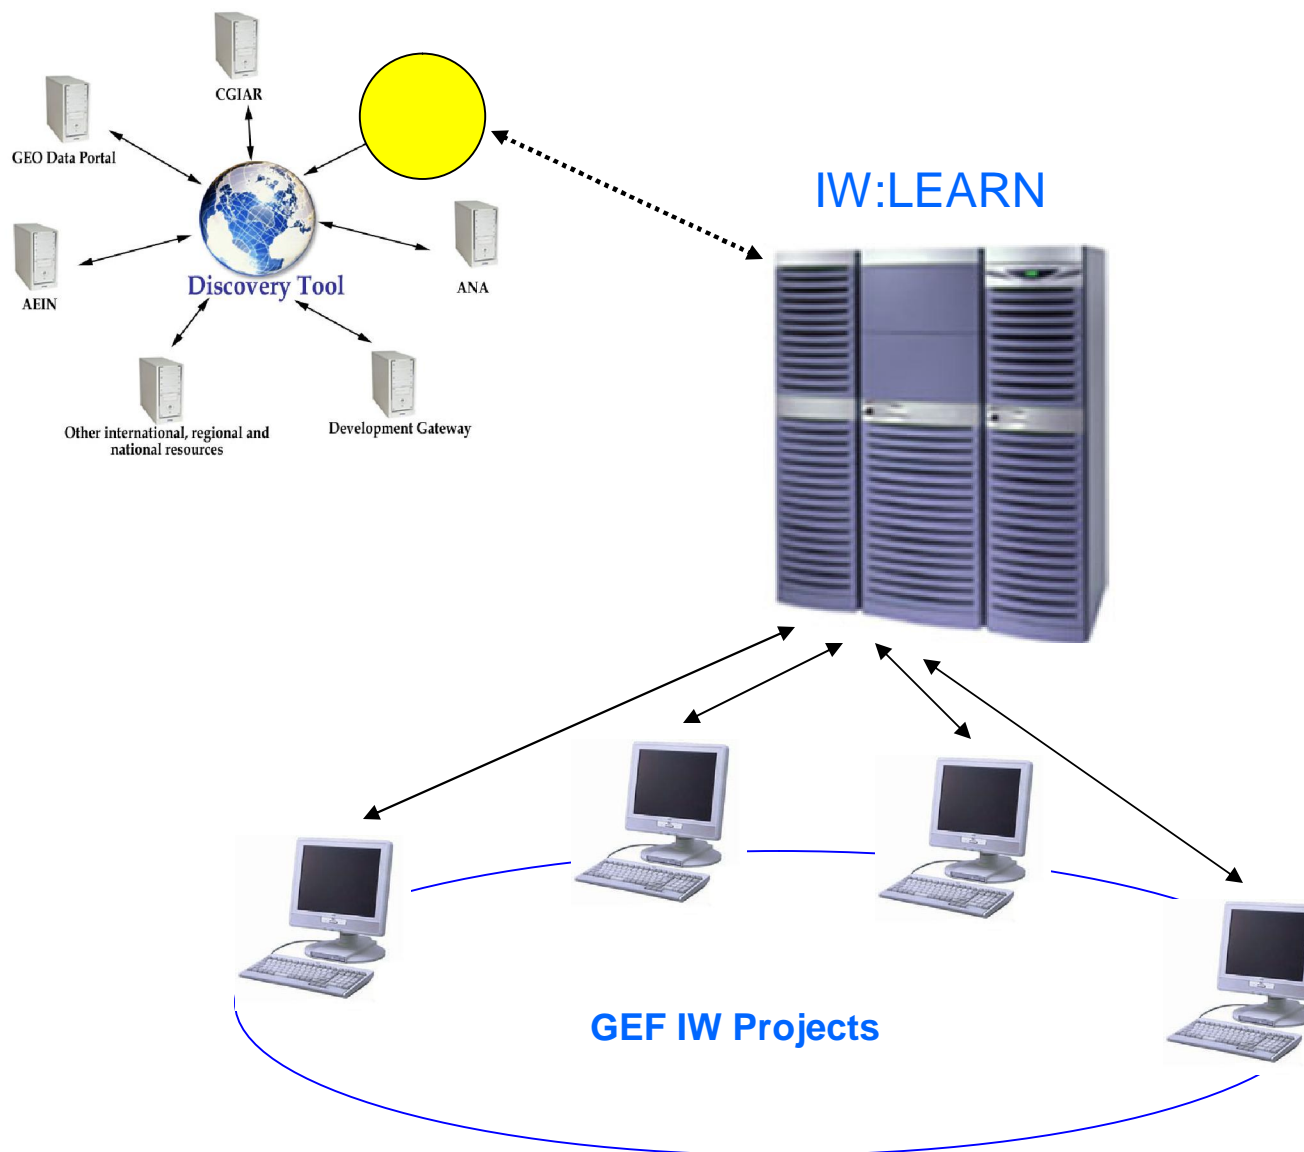 CGIAR
GEO Data Portal
IW:LEARN
AEIN
Discovery Tool
ANA
Other international, regional and
national resources
Development Gateway
GEF IW Projects